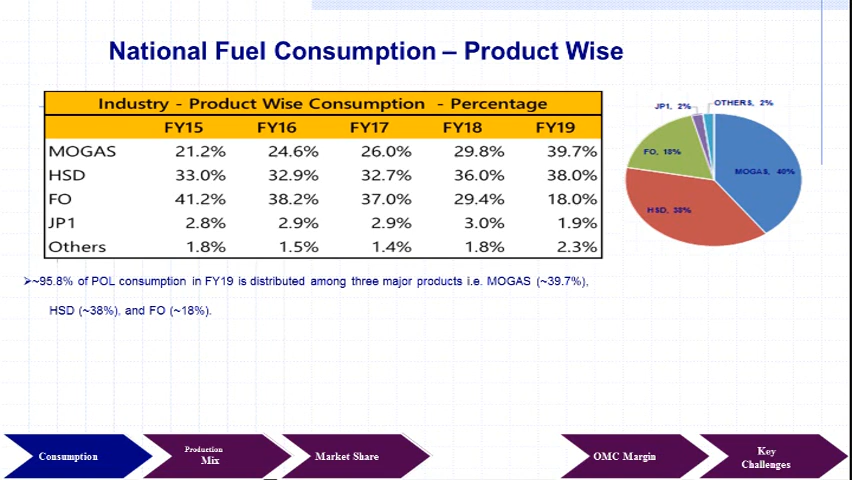 National Fuel Consumption – Product Wise
Industry - Product Wise Consumption - Percentage
FY15 FY16 FY17 FY18 FY19
MOGAS 21.2% 24.6% 26.0% 29.8% 39.7%
HSD 33.0% 32.9% 32.7% 36.0% 38.0%
FO 41.2% 38.2% 37.0% 29.4% 18.0%
JP1 2.8% 2.9% 2.9% 3.0% 1.9%
Others 1.8% 1.5% 1.4% 1.8% 2.3%
JP1, 2%
OTHERS, 2%
FO, 18%
MOGAS, 40%
HSD, 38%
➢~95.8% of POL consumption in FY19 is distributed among three major products i.e. MOGAS (~39.7%),
HSD (~38%), and FO (~18%).
Consumption
Production
Mix
Market Share
OMC Margin
Key
Challenges